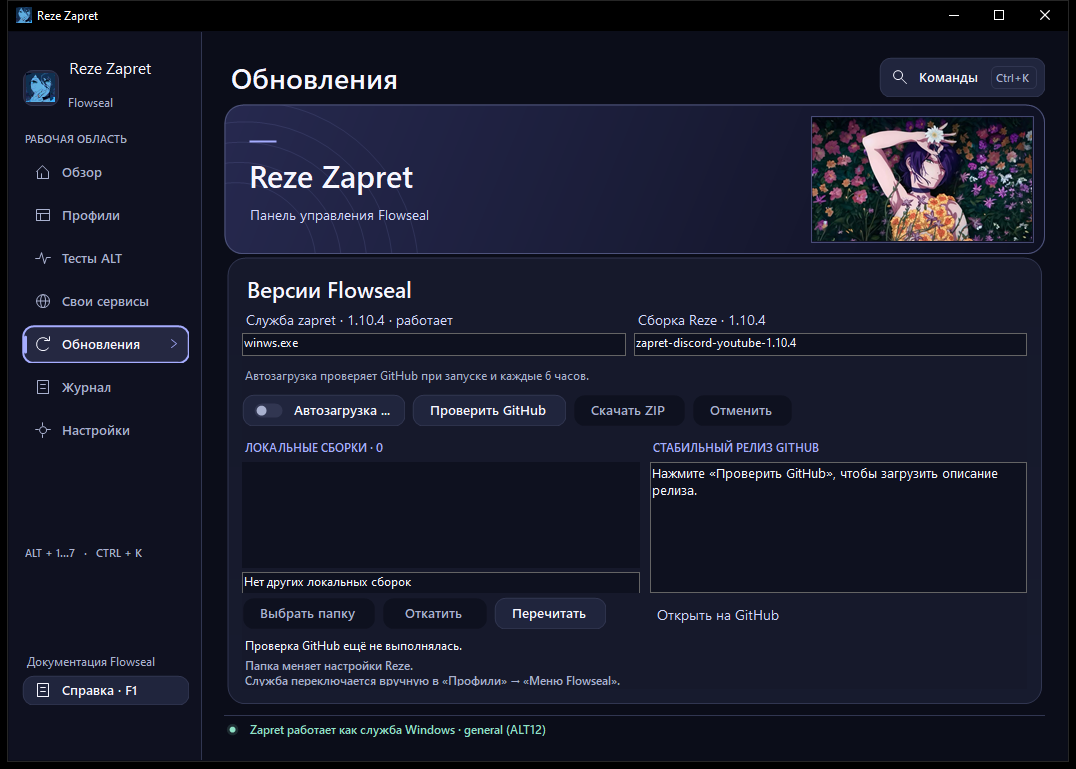 Reze Zapret
Reze Zapret
Flowseal
РАБОЧАЯ ОБЛАСТЬ
Обзор
Профили
Тесты ALT
Свои сервисы
Обновления
Журнал
Настройки
ALT + 1...7 · CTRL + K
Документация Flowseal
Справка · F1
Обновления
Команды Ctrl+K
Reze Zapret
Панель управления Flowseal
Версии Flowseal
Служба zapret · 1.10.4 · работает
winws.exe
Сборка Reze · 1.10.4
zapret-discord-youtube-1.10.4
Автозагрузка проверяет GitHub при запуске и каждые 6 часов.
Автозагрузка ... Проверить GitHub Скачать ZIP Отменить
ЛОКАЛЬНЫЕ СБОРКИ · 0
Нет других локальных сборок
Выбрать папку Откатить Перечитать
СТАБИЛЬНЫЙ РЕЛИЗ GITHUB
Нажмите «Проверить GitHub», чтобы загрузить описание
релиза.
Открыть на GitHub
Проверка GitHub ещё не выполнялась.
Папка меняет настройки Reze.
Служба переключается вручную в «Профили» → «Меню Flowseal».
Zapret работает как служба Windows · general (ALT12)